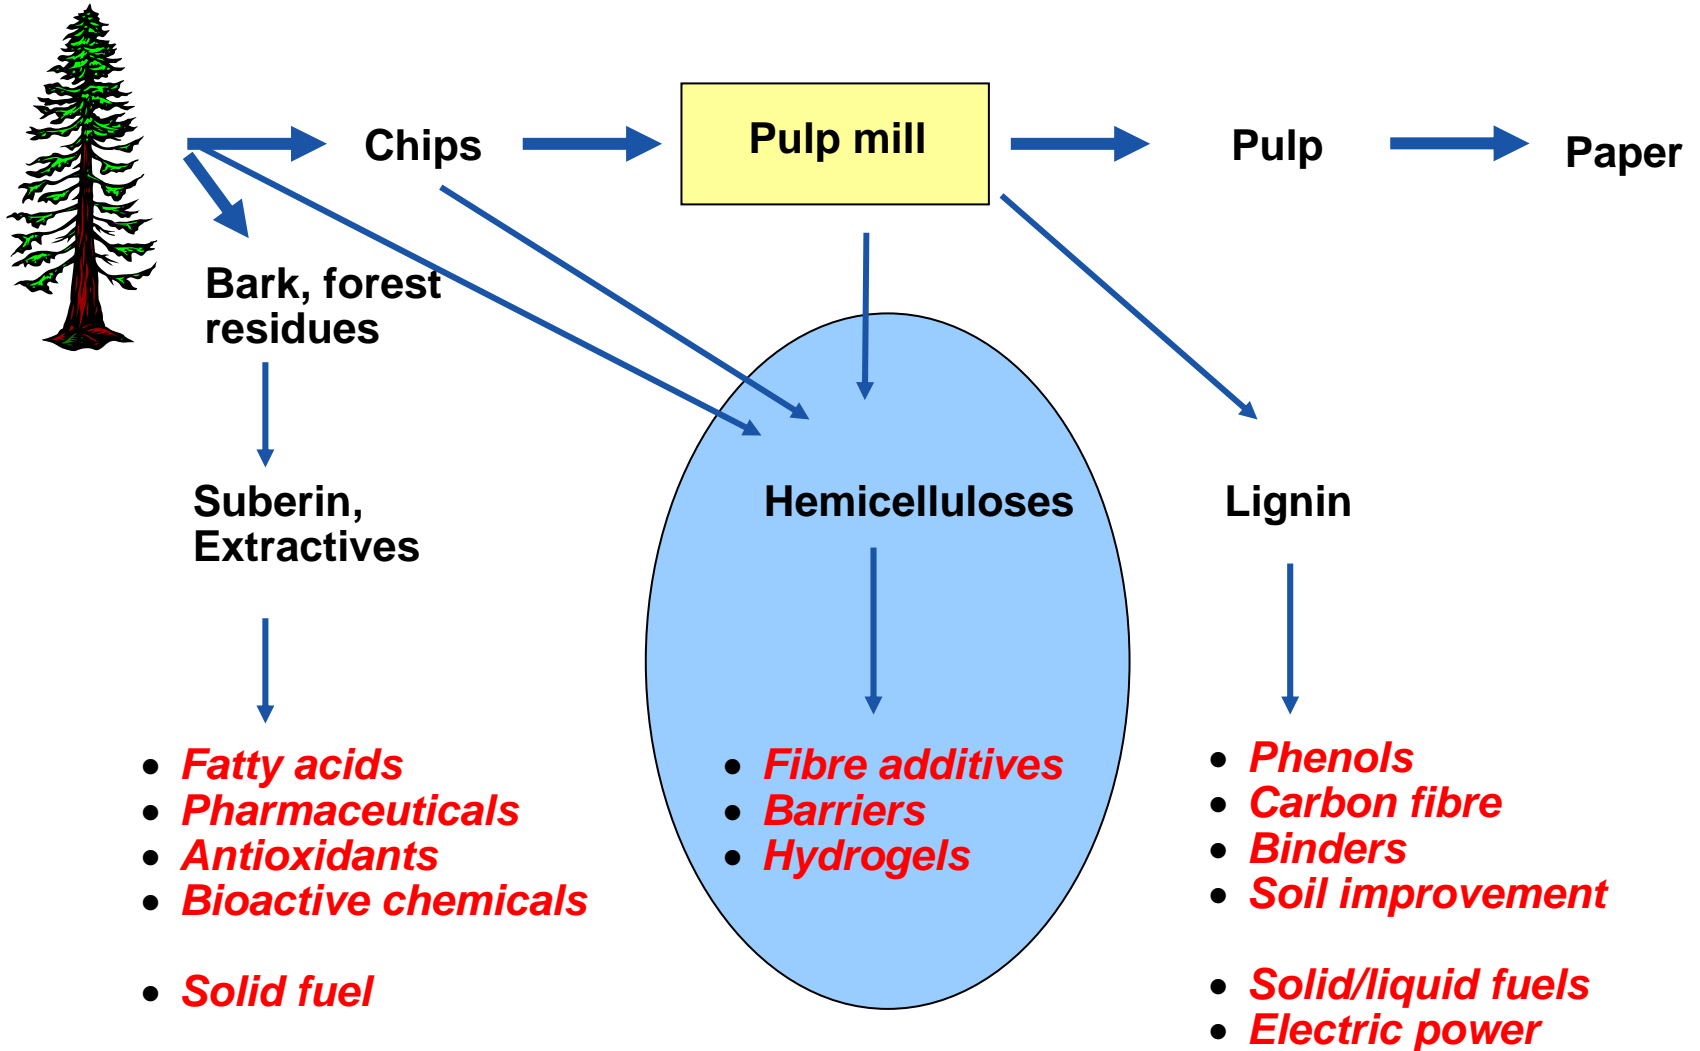 Chips
Pulp mill
Pulp
Paper
Bark, forest
residues
Suberin,
Extractives
Hemicelluloses
Lignin
• Fatty acids
• Pharmaceuticals
• Antioxidants
• Bioactive chemicals
• Solid fuel
• Fibre additives
• Barriers
• Hydrogels
• Phenols
• Carbon fibre
• Binders
• Soil improvement
• Solid/liquid fuels
• Electric power